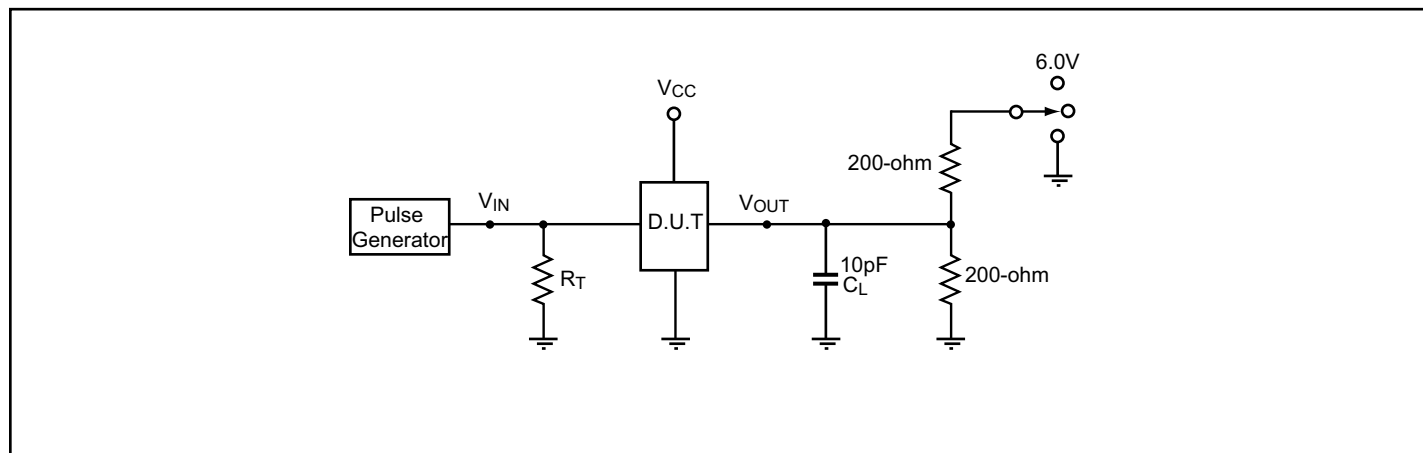 6.0V
VCC
200-ohm
VIN
VOUT
Pulse
Generator
D.U.T
RT
10pF
CL
200-ohm